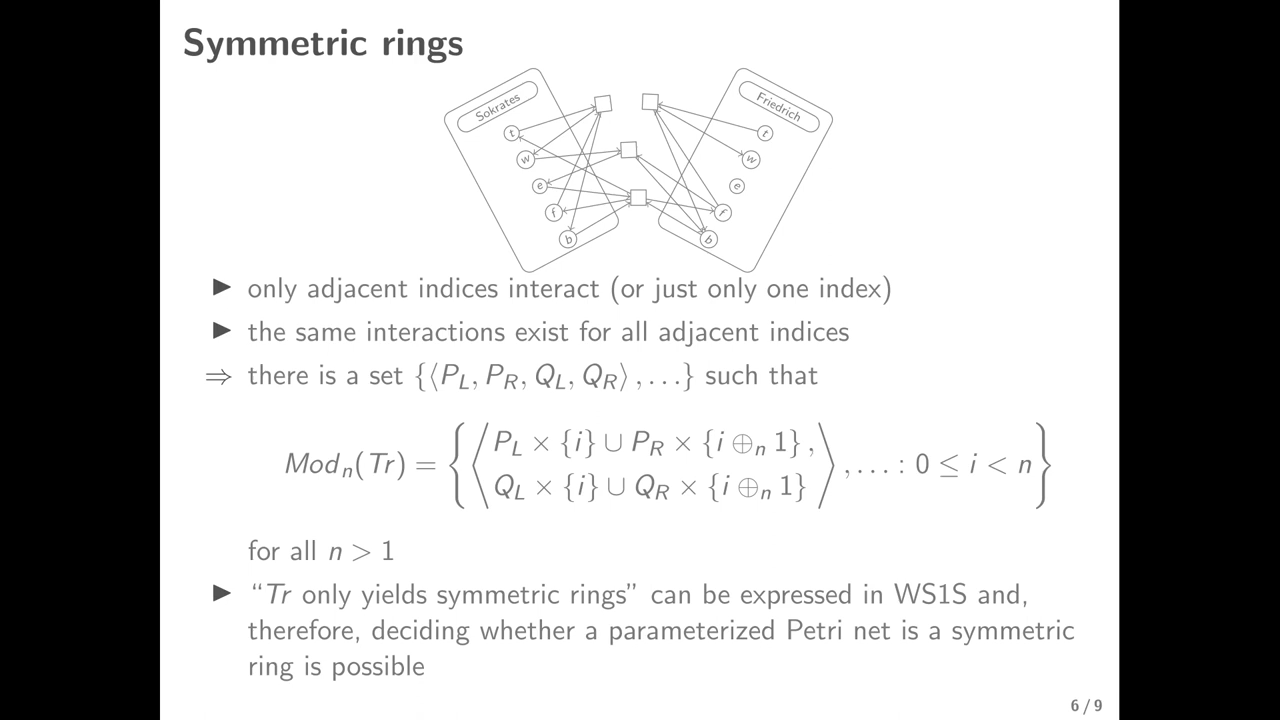 Symmetric rings
Sokrates
Friedrich
t
w
e
f
b
t
w
e
f
b
▶ only adjacent indices interact (or just only one index)
▶ the same interactions exist for all adjacent indices
⇒ there is a set {⟨P_L, P_R, Q_L, Q_R⟩, …} such that
Mod_n(Tr) = {⟨P_L × {i} ∪ P_R × {i ⊕_n 1}, Q_L × {i} ∪ Q_R × {i ⊕_n 1}⟩, … : 0 ≤ i < n}
for all n > 1
▶ “Tr only yields symmetric rings” can be expressed in WS1S and,
therefore, deciding whether a parameterized Petri net is a symmetric
ring is possible
6 / 9